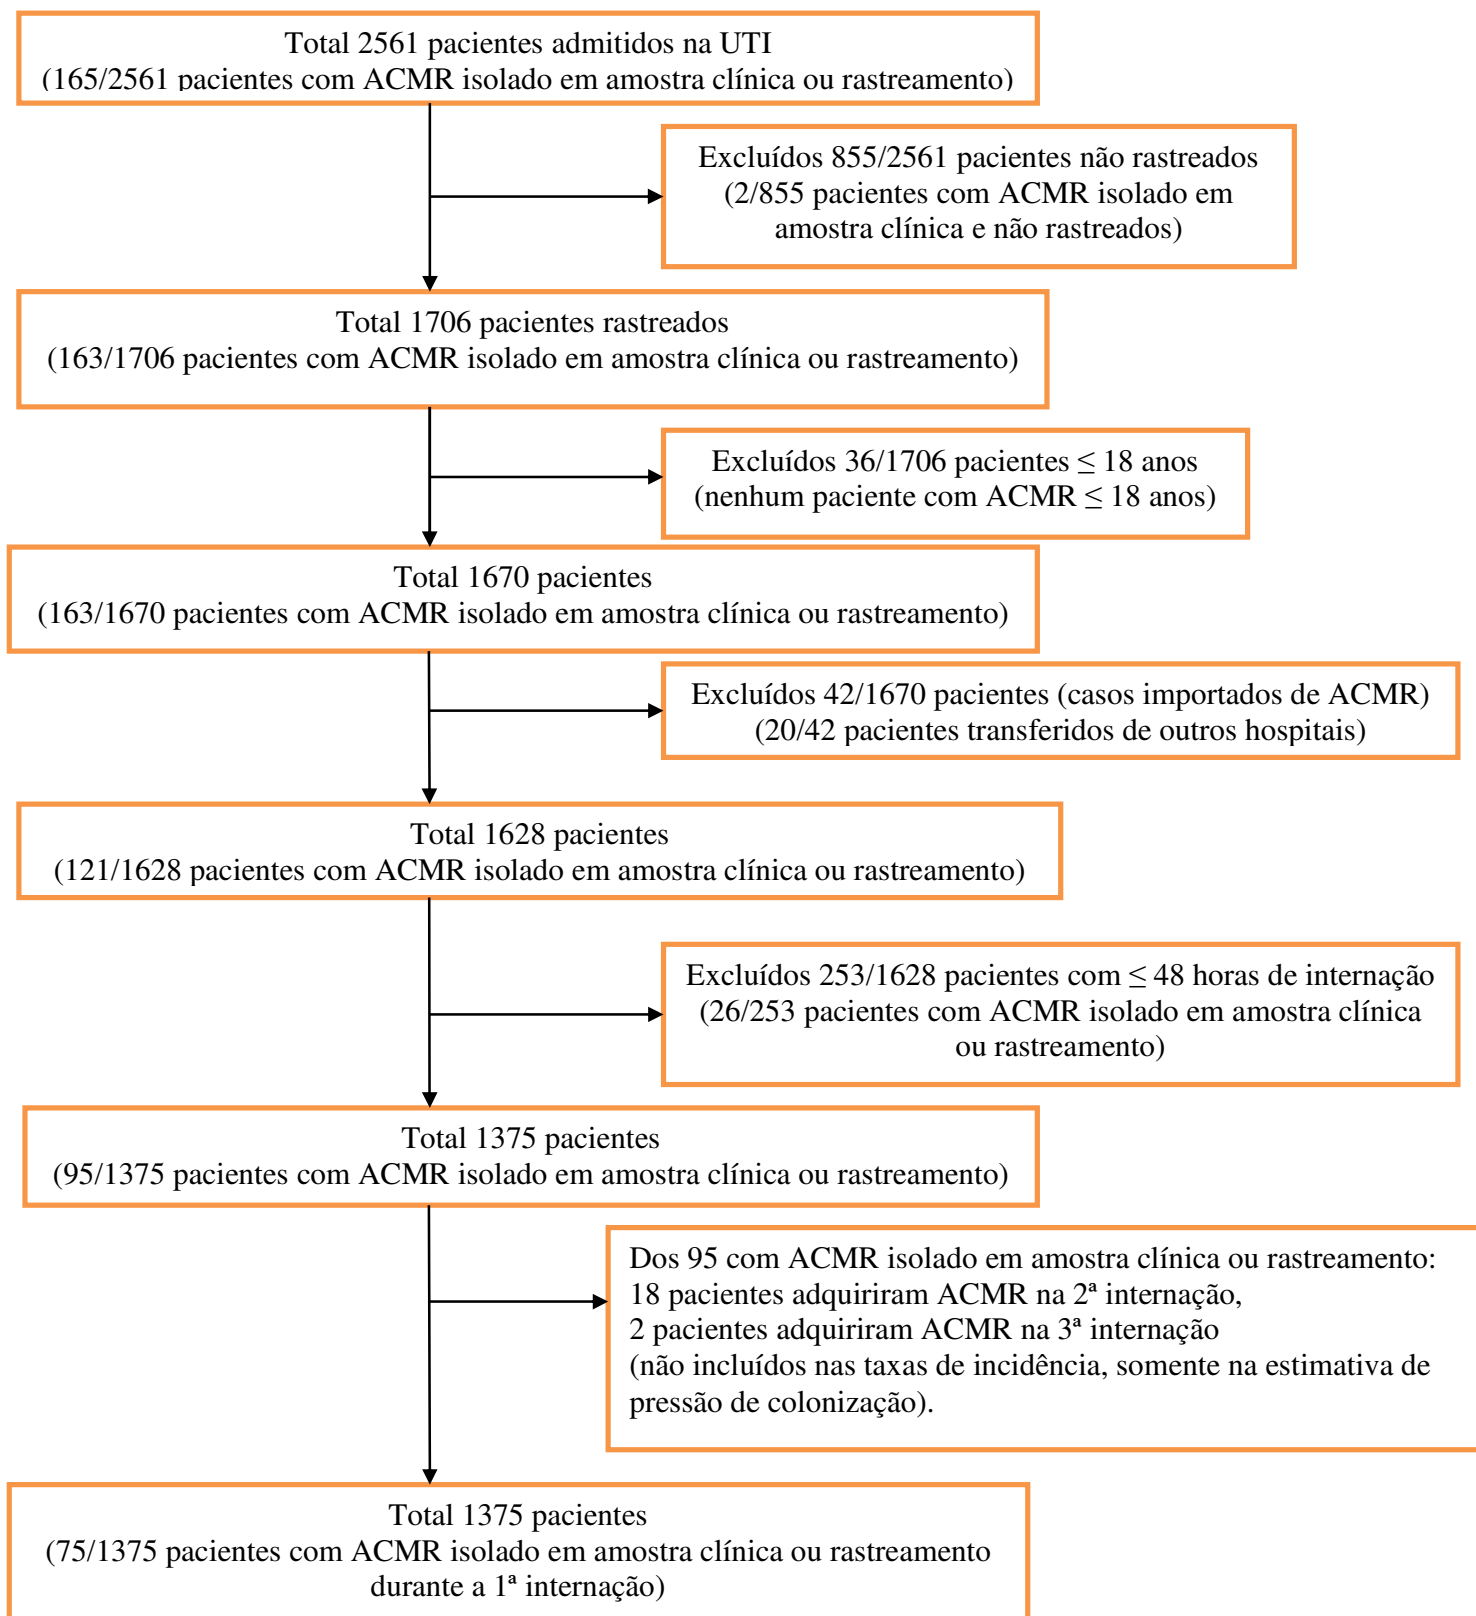 Total 2561 pacientes admitidos na UTI
(165/2561 pacientes com ACMR isolado em amostra clínica ou rastreamento)
Excluídos 855/2561 pacientes não rastreados
(2/855 pacientes com ACMR isolado em
amostra clínica e não rastreados)
Total 1706 pacientes rastreados
(163/1706 pacientes com ACMR isolado em amostra clínica ou rastreamento)
Excluídos 36/1706 pacientes ≤ 18 anos
(nenhum paciente com ACMR ≤ 18 anos)
Total 1670 pacientes
(163/1670 pacientes com ACMR isolado em amostra clínica ou rastreamento)
Excluídos 42/1670 pacientes (casos importados de ACMR)
(20/42 pacientes transferidos de outros hospitais)
Total 1628 pacientes
(121/1628 pacientes com ACMR isolado em amostra clínica ou rastreamento)
Excluídos 253/1628 pacientes com ≤ 48 horas de internação
(26/253 pacientes com ACMR isolado em amostra clínica
ou rastreamento)
Total 1375 pacientes
(95/1375 pacientes com ACMR isolado em amostra clínica ou rastreamento)
Dos 95 com ACMR isolado em amostra clínica ou rastreamento:
18 pacientes adquiriram ACMR na 2ª internação,
2 pacientes adquiriram ACMR na 3ª internação
(não incluídos nas taxas de incidência, somente na estimativa de
pressão de colonização).
Total 1375 pacientes
(75/1375 pacientes com ACMR isolado em amostra clínica ou rastreamento
durante a 1ª internação)